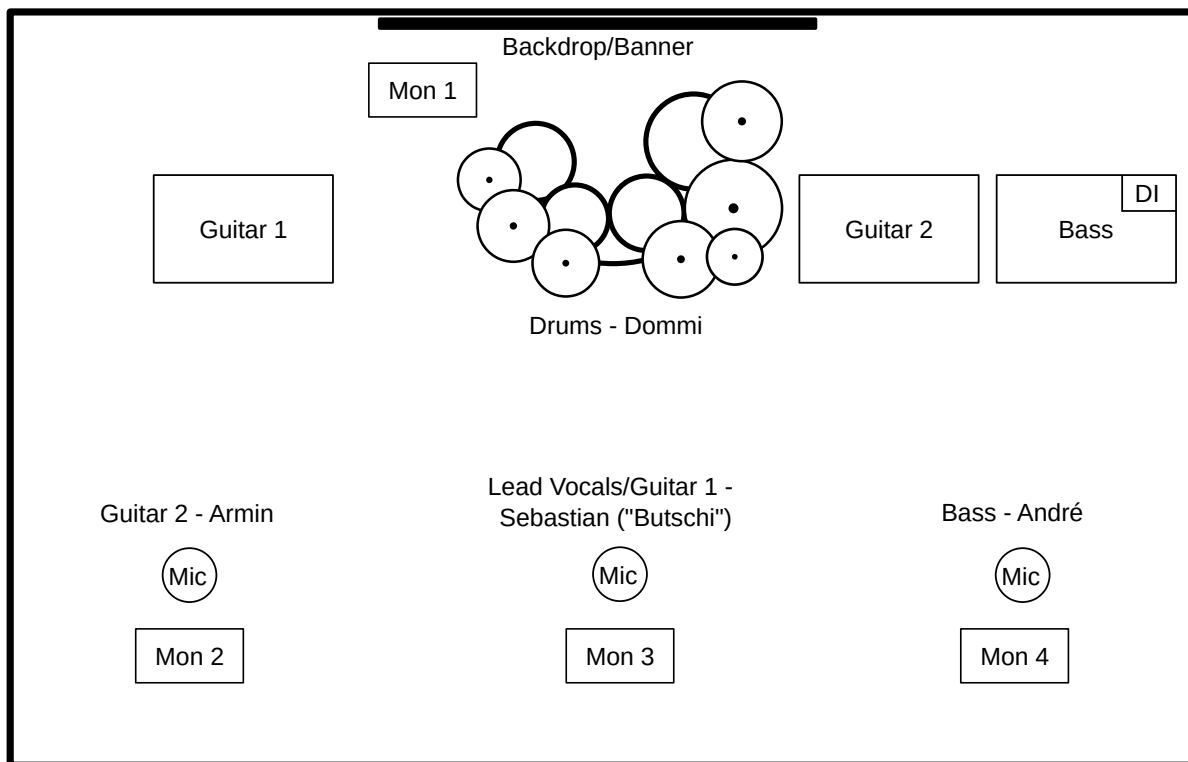 Backdrop/Banner
Mon 1
Guitar 1
Guitar 2
DI
Bass
Drums - Dommi
Guitar 2 - Armin
Lead Vocals/Guitar 1 -
Sebastian ("Butschi")
Bass - André
Mic
Mic
Mic
Mon 2
Mon 3
Mon 4